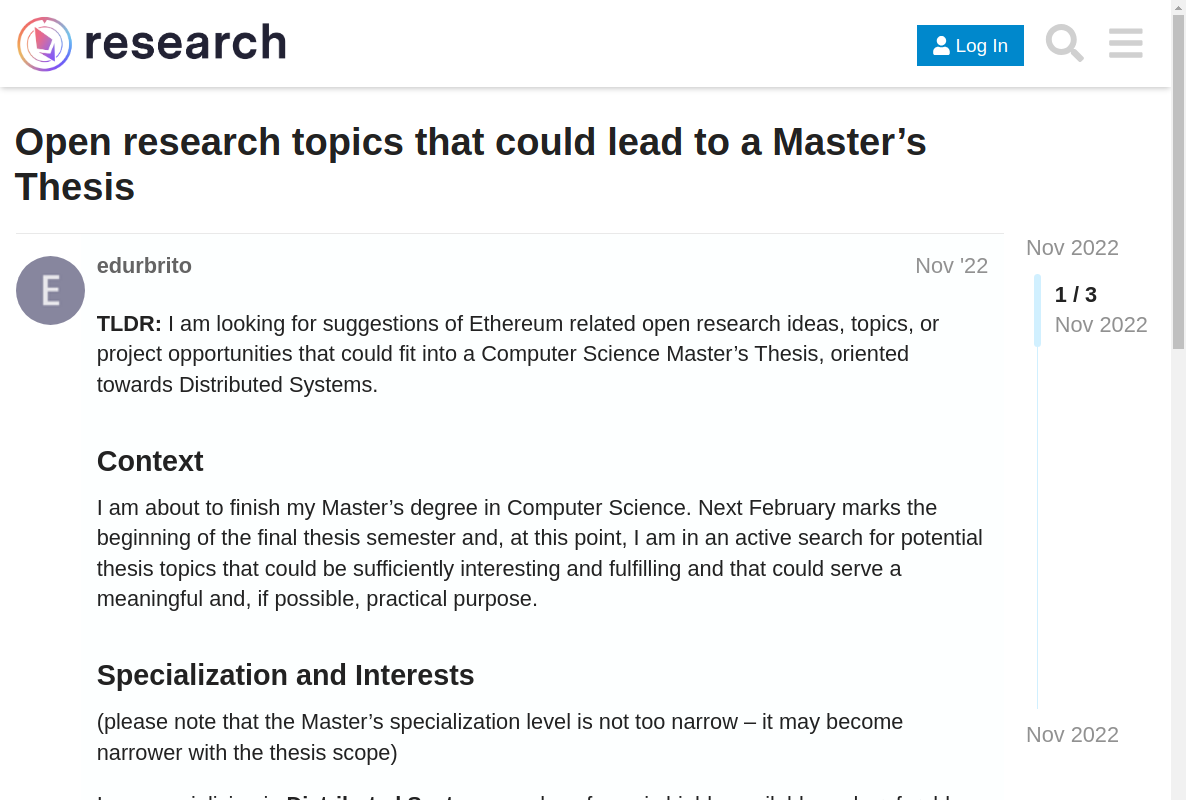 research
Log In
Open research topics that could lead to a Master’s
Thesis
E
edurbrito
Nov '22
TLDR: I am looking for suggestions of Ethereum related open research ideas, topics, or
project opportunities that could fit into a Computer Science Master’s Thesis, oriented
towards Distributed Systems.
Context
I am about to finish my Master’s degree in Computer Science. Next February marks the
beginning of the final thesis semester and, at this point, I am in an active search for potential
thesis topics that could be sufficiently interesting and fulfilling and that could serve a
meaningful and, if possible, practical purpose.
Specialization and Interests
(please note that the Master’s specialization level is not too narrow – it may become
narrower with the thesis scope)
Nov 2022
1 / 3
Nov 2022
Nov 2022